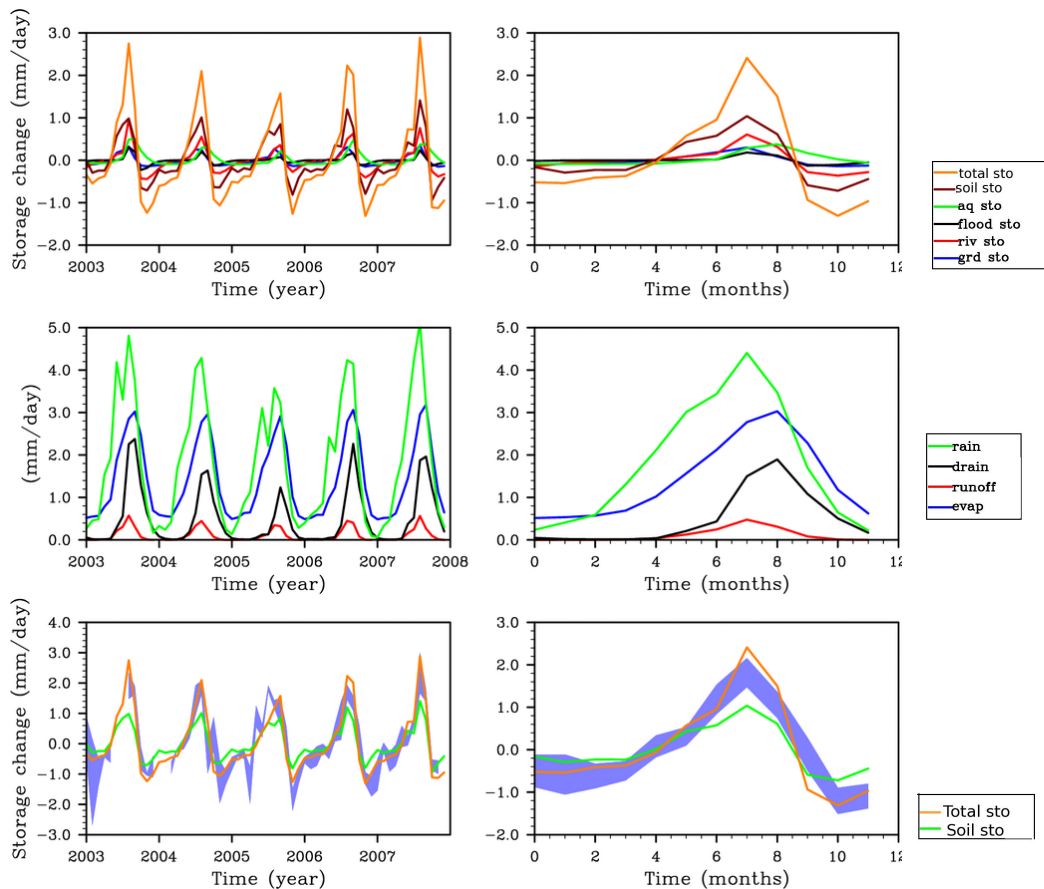 Storage change (mm/day)
3.0
2.0
1.0
0.0
−1.0
−2.0
2003 2004 2005 2006 2007
Time (year)
3.0
2.0
1.0
0.0
−1.0
−2.0
0 2 4 6 8 10 12
Time (months)
total sto
soil sto
aq sto
flood sto
riv sto
grd sto
(mm/day)
5.0
4.0
3.0
2.0
1.0
0.0
2003 2004 2005 2006 2007 2008
Time (year)
5.0
4.0
3.0
2.0
1.0
0.0
0 2 4 6 8 10 12
Time (months)
rain
drain
runoff
evap
Storage change (mm/day)
4.0
3.0
2.0
1.0
0.0
−1.0
−2.0
−3.0
2003 2004 2005 2006 2007
Time (year)
3.0
2.0
1.0
0.0
−1.0
−2.0
0 2 4 6 8 10 12
Time (months)
Total sto
Soil sto